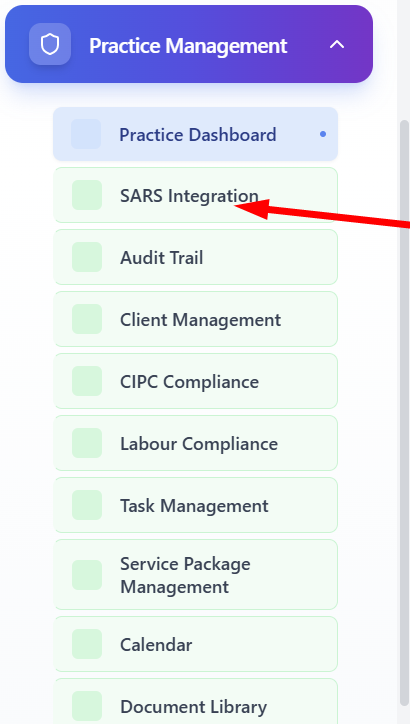 Practice Management
Practice Dashboard
SARS Integration
Audit Trail
Client Management
CIPC Compliance
Labour Compliance
Task Management
Service Package
Management
Calendar
Document Library